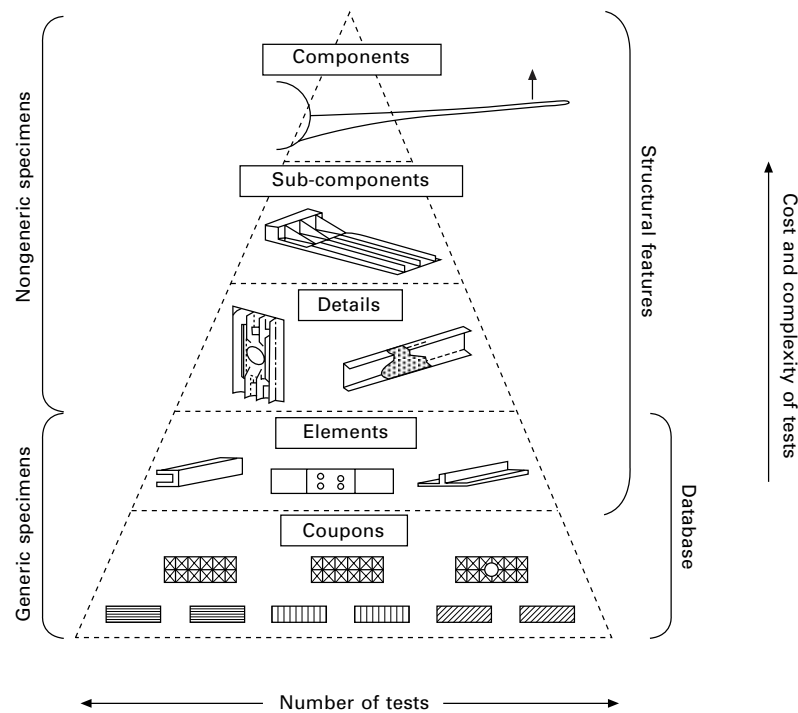 Components
Sub-components
Details
Elements
Coupons
Nongeneric specimens
Generic specimens
Structural features
Database
Cost and complexity of tests
Number of tests